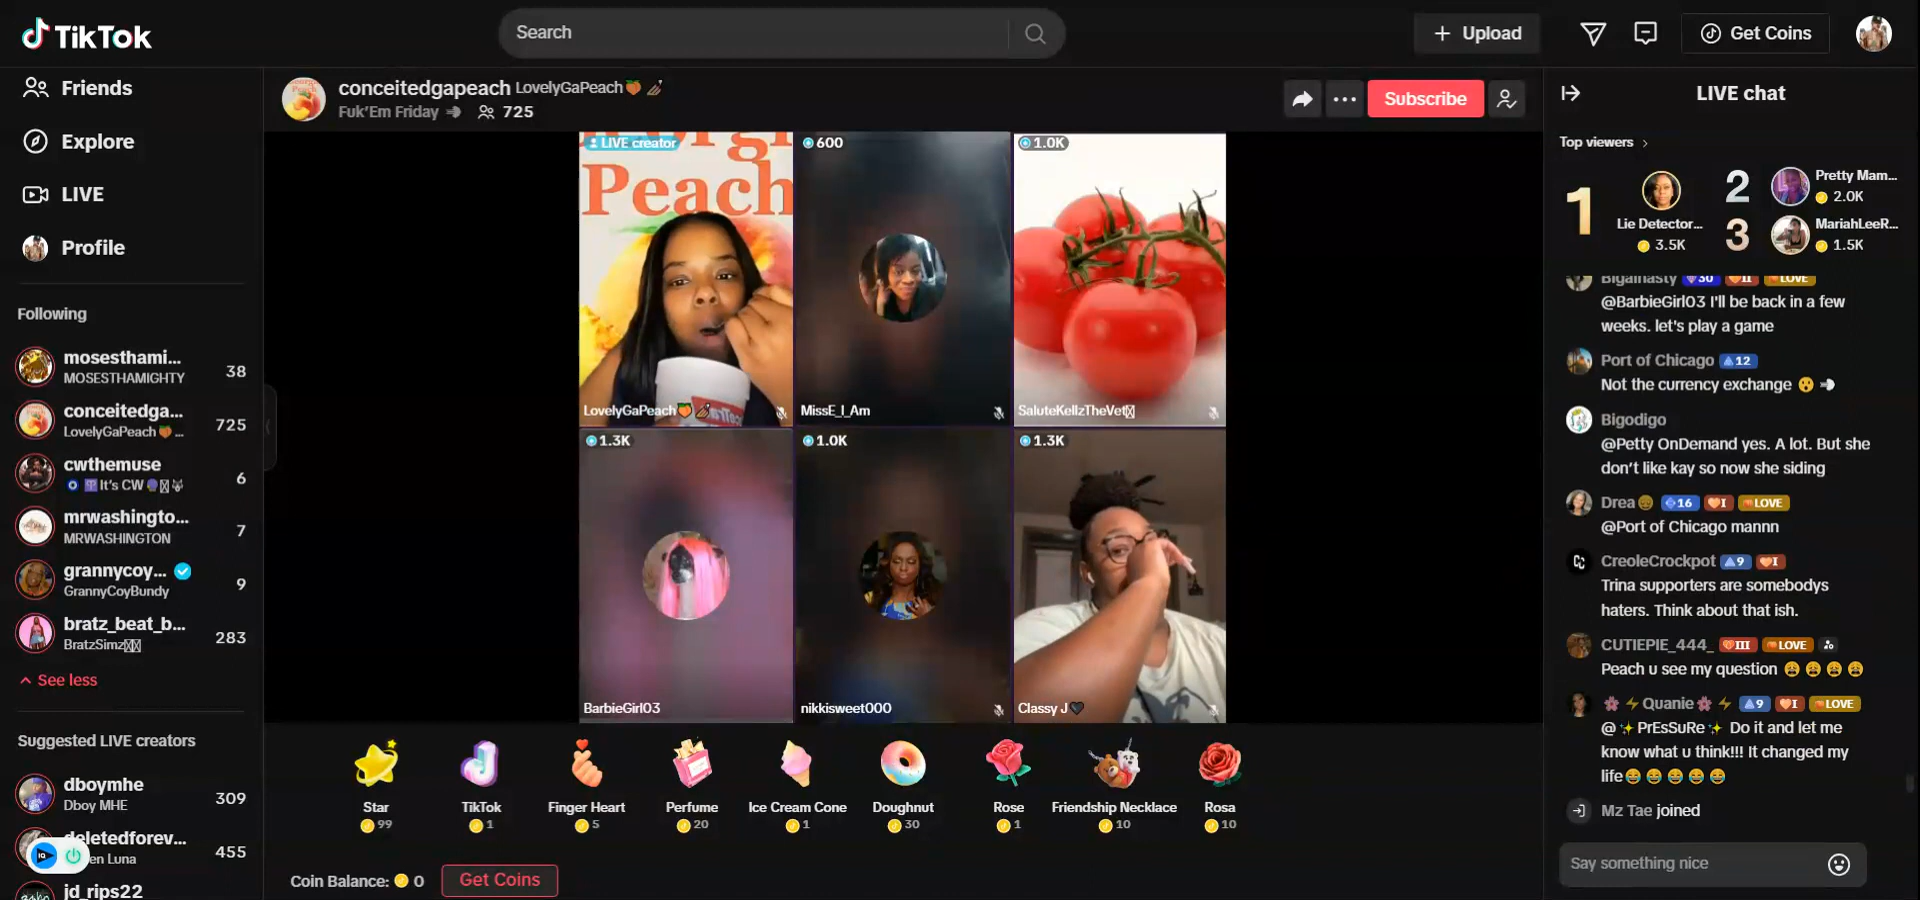 TikTok
Search
Upload
Get Coins
Friends
Explore
LIVE
Profile
Following
mosesthami...
MOSESTHAMIGHTY
38
conceitedga...
LovelyGaPeach🍑...
725
cwthemuse
It's CW
6
mrwashingto...
MRWASHINGTON
7
grannycoy...
GrannyCoyBundy
9
bratz_beat_b...
BratzSimz
283
See less
Suggested LIVE creators
dboymhe
Dboy MHE
309
deletedforev...
en Luna
455
jd_rips22
conceitedgapeach LovelyGaPeach🍑💅🏾
Fuk'Em Friday 💨 725
Subscribe
LIVE creator
Peach
LovelyGaPeach🍑💅🏾
600
MissE_I_Am
1.0K
SaluteKellzTheVet
1.3K
BarbieGirl03
1.0K
nikkisweet000
1.3K
Classy J🖤
Star
99
TikTok
1
Finger Heart
5
Perfume
20
Ice Cream Cone
1
Doughnut
30
Rose
1
Friendship Necklace
10
Rosa
10
Coin Balance: 0
Get Coins
LIVE chat
Top viewers
1
Lie Detector...
3.5K
2
Pretty Mam...
2.0K
3
MariahLeeR...
1.5K
Bigainasty 30 II LOVE
@BarbieGirl03 I'll be back in a few
weeks. let's play a game
Port of Chicago 12
Not the currency exchange 😮💨
Bigodigo
@Petty OnDemand yes. A lot. But she
don't like kay so now she siding
Drea 16 I LOVE
@Port of Chicago mannn
CreoleCrockpot 9 I
Trina supporters are somebodys
haters. Think about that ish.
CUTIEPIE_444_ III LOVE
Peach u see my question 😩😩😩😩
🌸⚡Quanie🌸⚡ 9 I LOVE
@✨PrEsSuRe✨ Do it and let me
know what u think!!! It changed my
life😂😂😂😂😂
Mz Tae joined
Say something nice